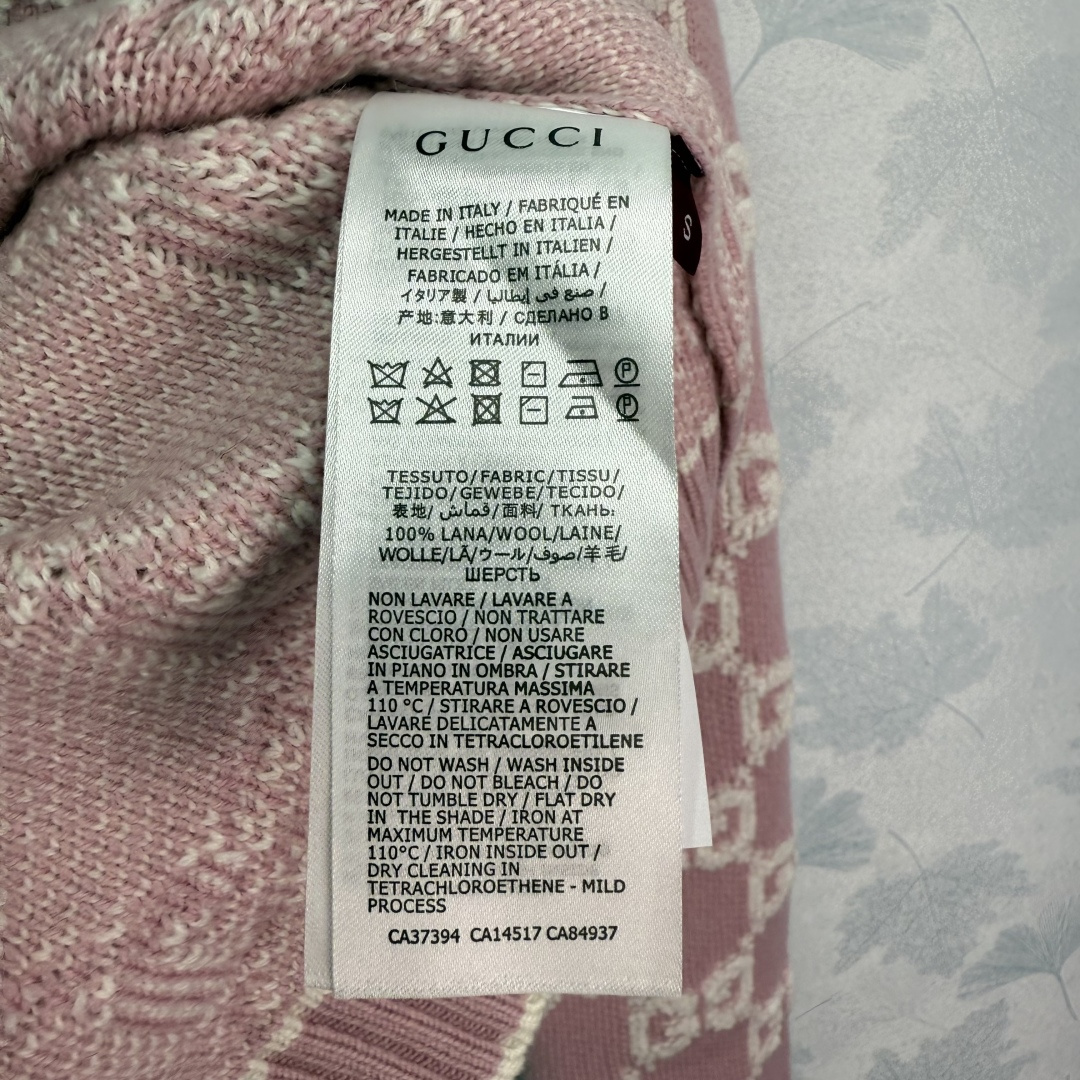 GUCCI
MADE IN ITALY / FABRIQUÉ EN
ITALIE / HECHO EN ITALIA /
HERGESTELLT IN ITALIEN /
FABRICADO EM ITÁLIA /
イタリア製 / صنع في إيطاليا /
产地:意大利 / СДЕЛАНО В
ИТАЛИИ
S
P
P
TESSUTO/FABRIC/TISSU/
TEJIDO/GEWEBE/TECIDO/
表地/ قماش/面料/ ТКАНЬ:
100% LANA/WOOL/LAINE/
WOLLE/LÃ/ウール/صوف/羊毛/
ШЕРСТЬ
NON LAVARE / LAVARE A
ROVESCIO / NON TRATTARE
CON CLORO / NON USARE
ASCIUGATRICE / ASCIUGARE
IN PIANO IN OMBRA / STIRARE
A TEMPERATURA MASSIMA
110 °C / STIRARE A ROVESCIO /
LAVARE DELICATAMENTE A
SECCO IN TETRACLOROETILENE
DO NOT WASH / WASH INSIDE
OUT / DO NOT BLEACH / DO
NOT TUMBLE DRY / FLAT DRY
IN THE SHADE / IRON AT
MAXIMUM TEMPERATURE
110°C / IRON INSIDE OUT /
DRY CLEANING IN
TETRACHLOROETHENE - MILD
PROCESS
CA37394 CA14517 CA84937